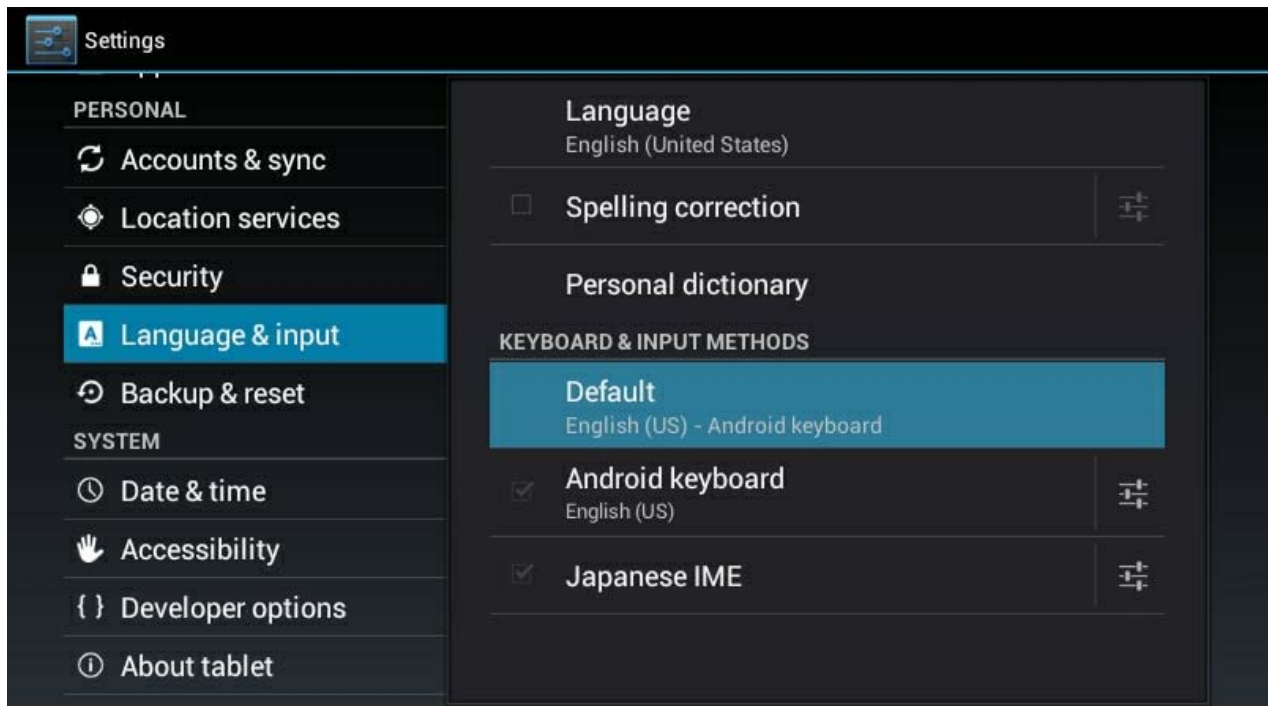 Settings
PERSONAL
Accounts & sync
Location services
Security
Language & input
Backup & reset
SYSTEM
Date & time
Accessibility
{ } Developer options
About tablet
Language
English (United States)
Spelling correction
Personal dictionary
KEYBOARD & INPUT METHODS
Default
English (US) - Android keyboard
Android keyboard
English (US)
Japanese IME